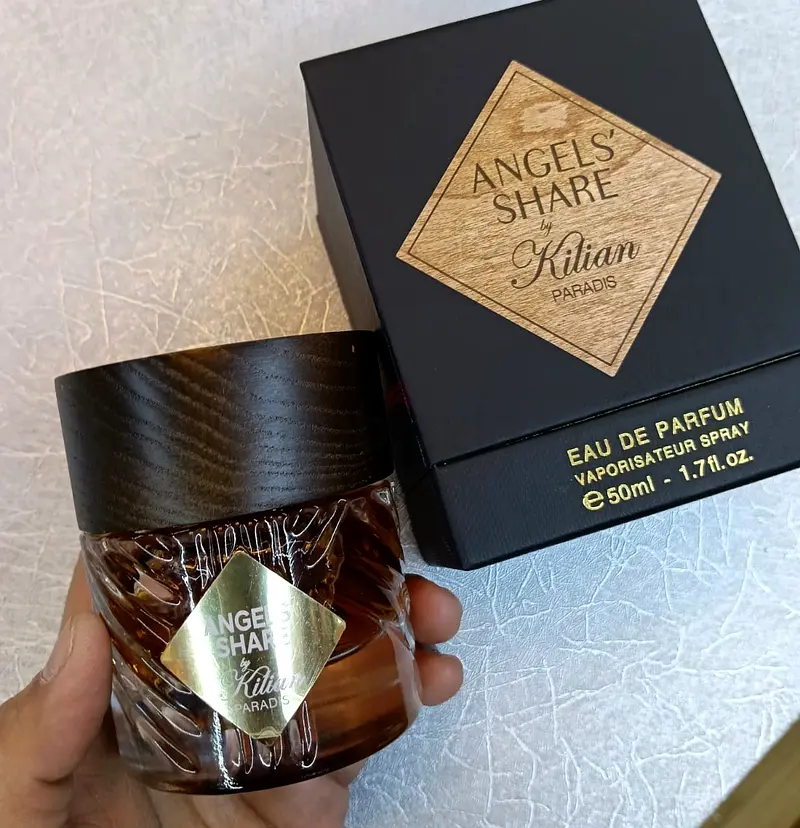 ANGELS'
SHARE
by
Kilian
PARADIS
EAU DE PARFUM
VAPORISATEUR SPRAY
℮50ml - 1.7fl.oz.
ANGELS'
SHARE
by
Kilian
PARADIS